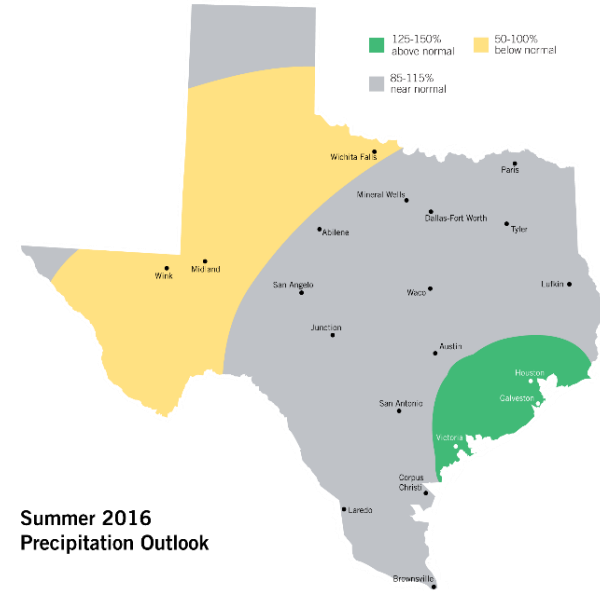 125-150%
above normal
50-100%
below normal
85-115%
near normal
Wichita Falls
Paris
Mineral Wells
Dallas-Fort Worth
Tyler
Abilene
Wink
Midland
San Angelo
Waco
Lufkin
Junction
Austin
Houston
Calveston
San Antonio
Victoria
Corpus
Christi
Laredo
Brownsville
Summer 2016
Precipitation Outlook